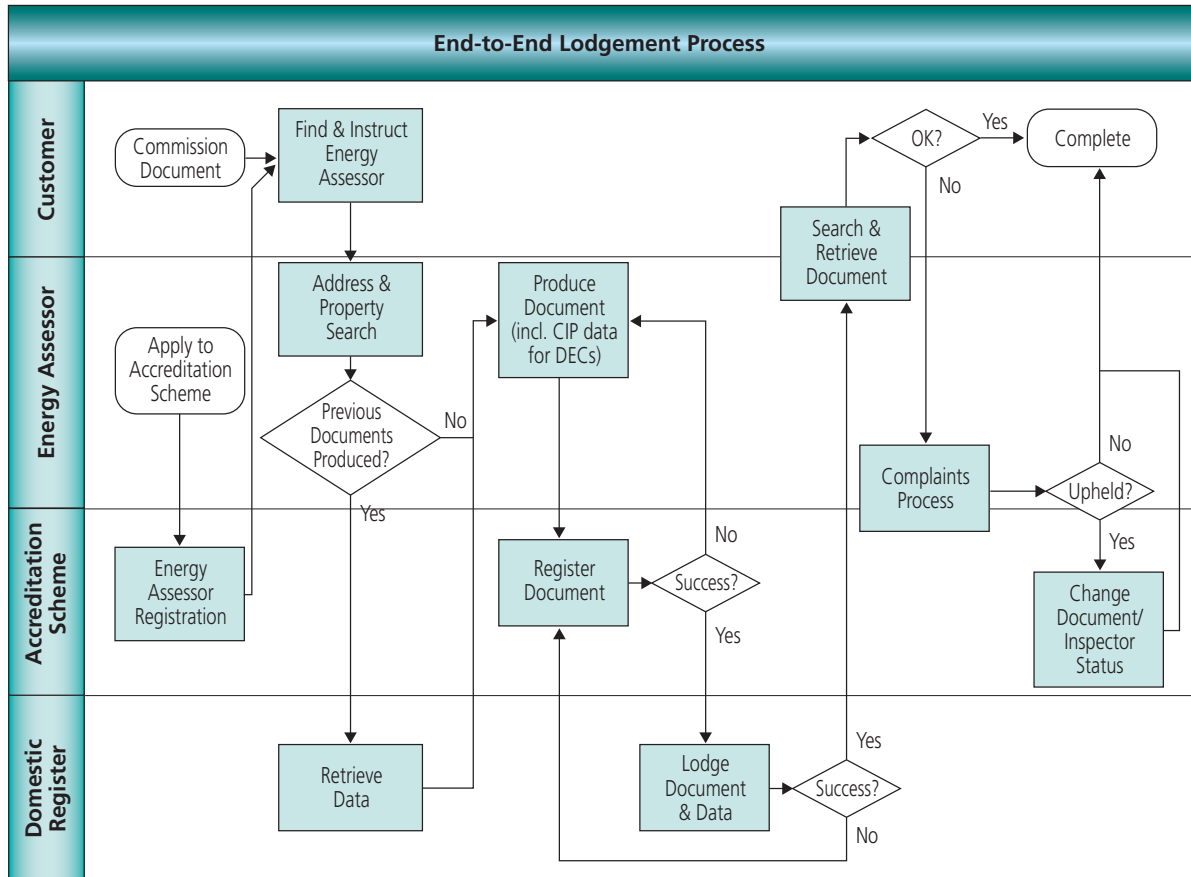 End-to-End Lodgement Process
Customer
Commission
Document
Find & Instruct
Energy
Assessor
OK?
Yes
No
Complete
Search &
Retrieve
Document
Energy Assessor
Address &
Property
Search
Produce
Document
(incl. CIP data
for DECs)
Apply to
Accreditation
Scheme
Previous
Documents
Produced?
No
Yes
Complaints
Process
No
Upheld?
Yes
Accreditation
Scheme
Energy
Assessor
Registration
Register
Document
No
Success?
Yes
Change
Document/
Inspector
Status
Domestic
Register
Retrieve
Data
Lodge
Document
& Data
Yes
Success?
No